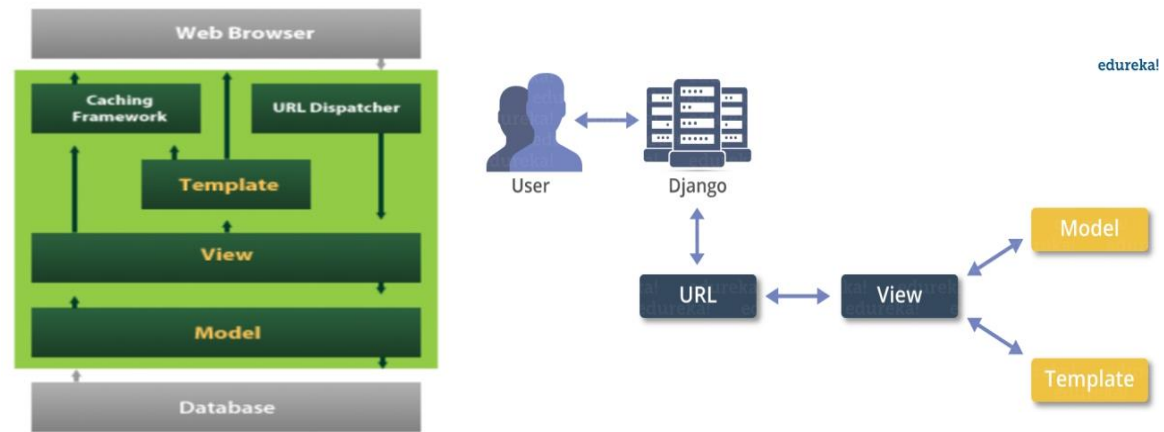 Web Browser
Caching
Framework
URL Dispatcher
Template
View
Model
Database
edureka!
User
Django
URL
View
Model
Template